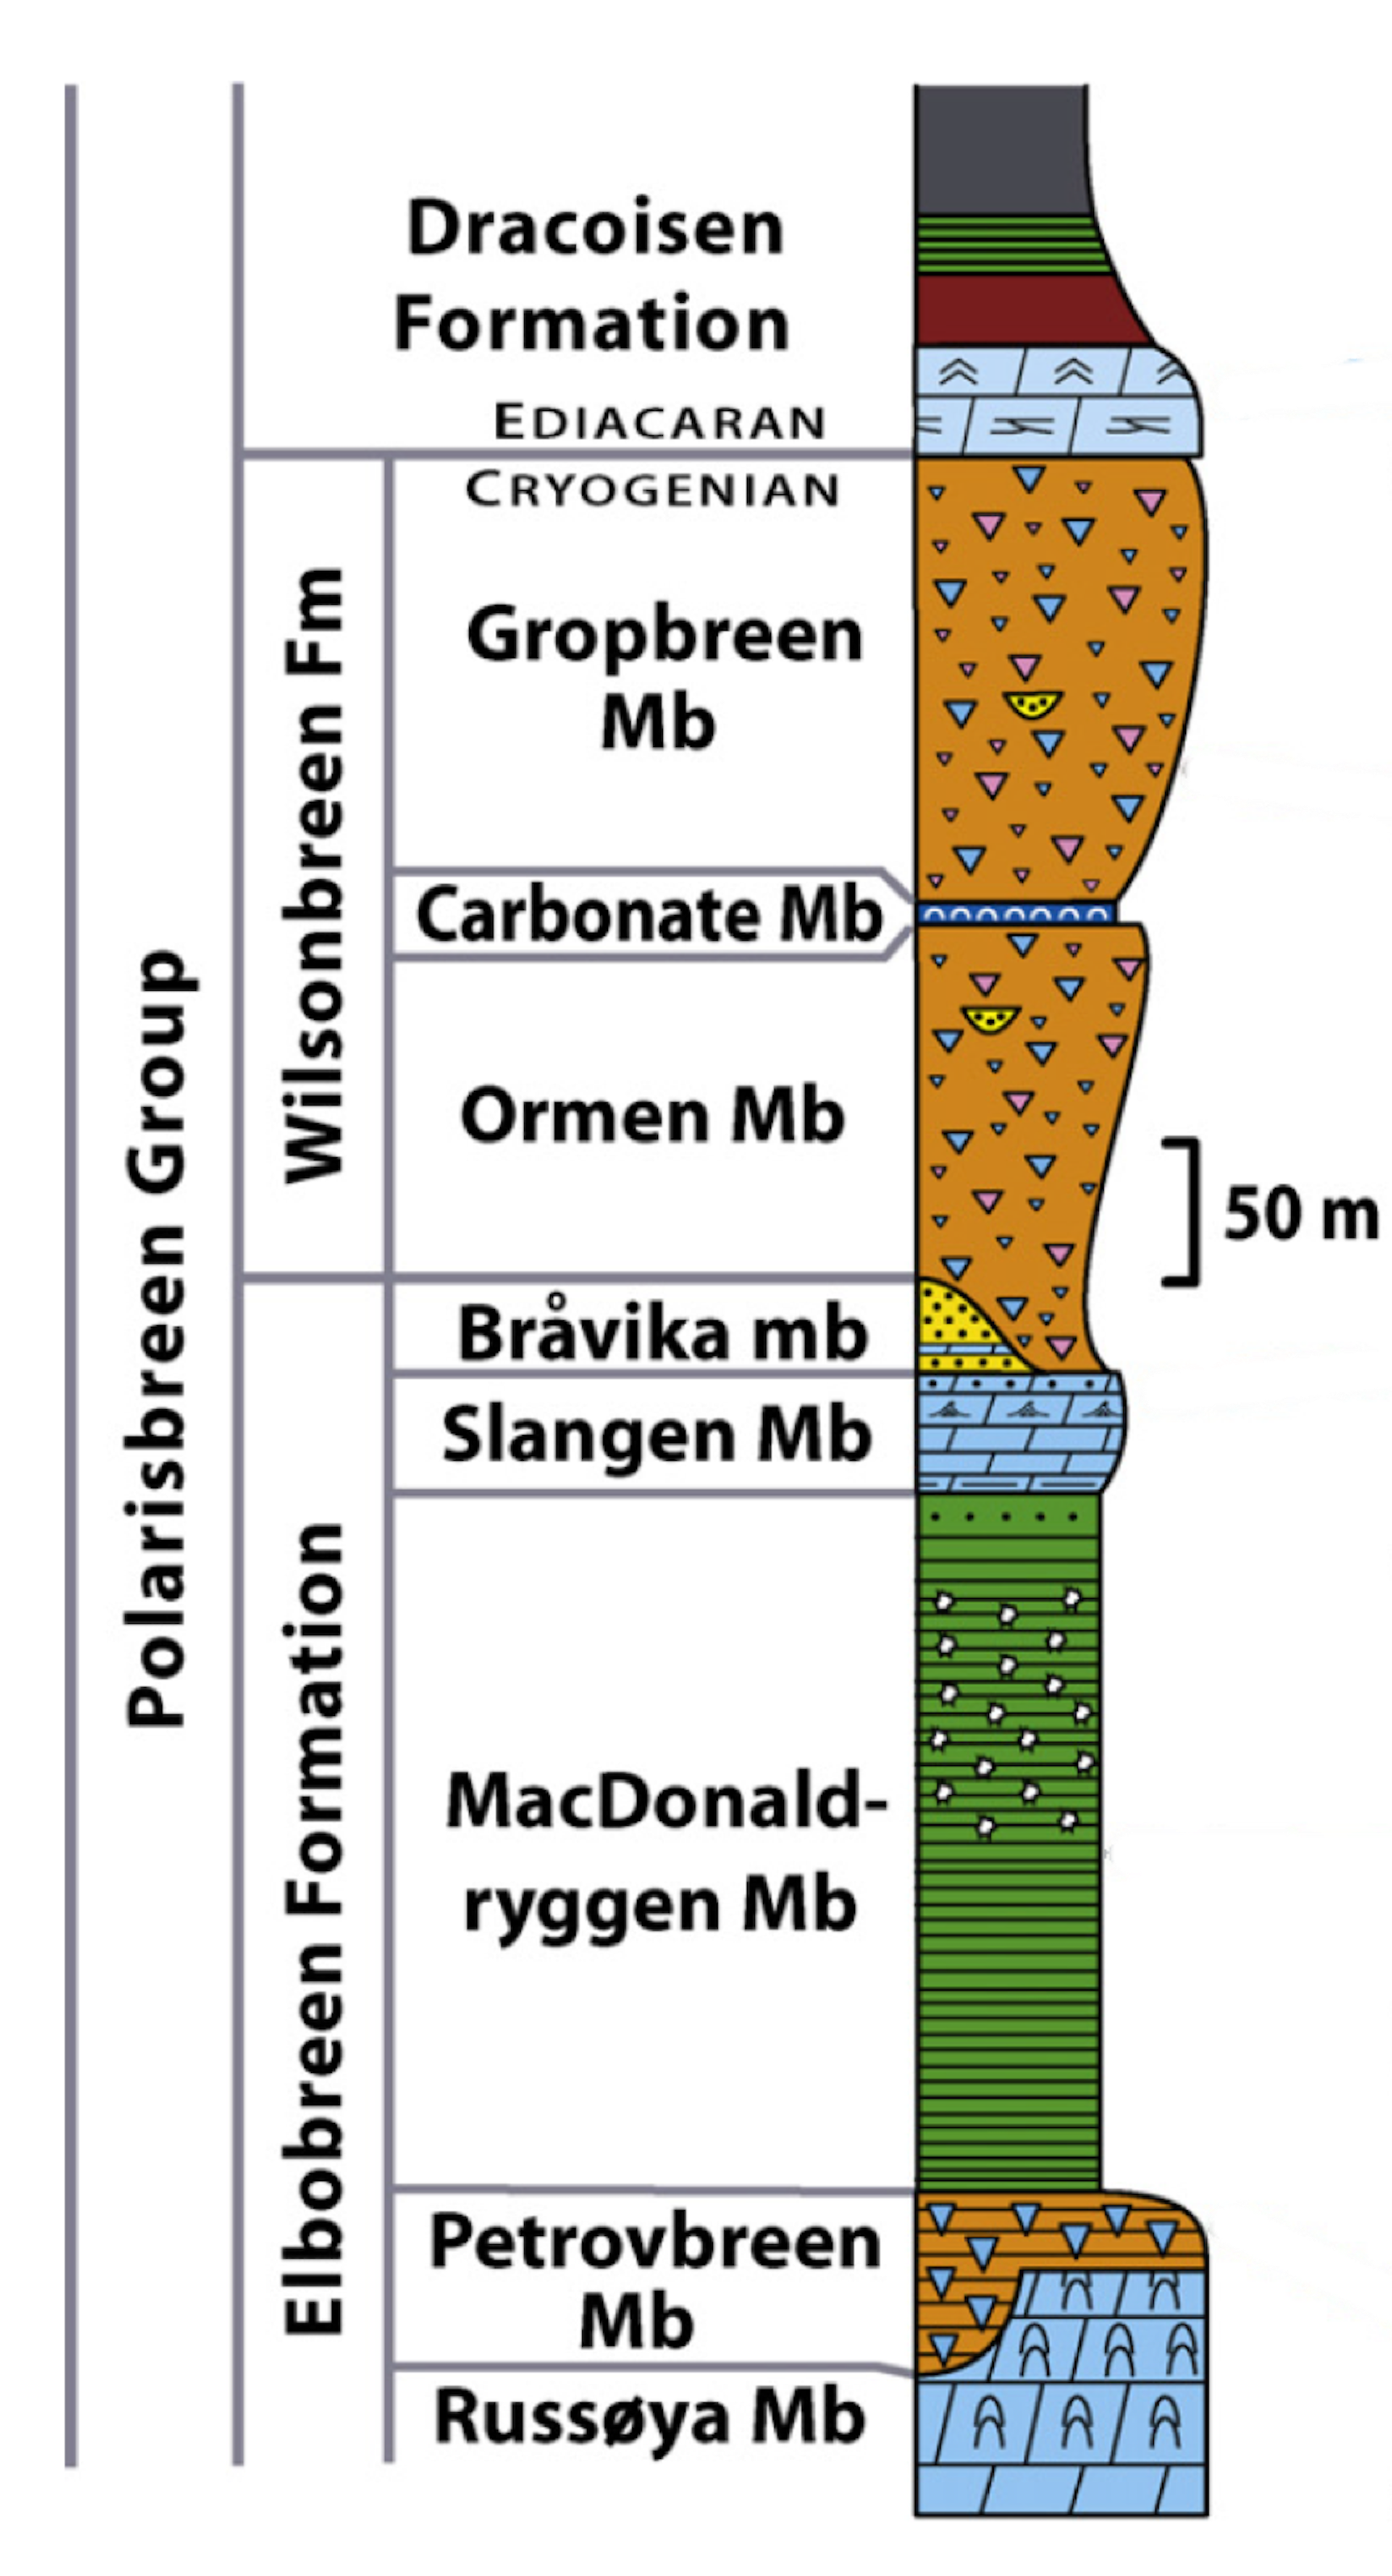 Dracoisen
Formation
EDIACARAN
CRYOGENIAN
Gropbreen
Mb
Carbonate Mb
Ormen Mb
Bråvika mb
Slangen Mb
MacDonald-
ryggen Mb
Petrovbreen
Mb
Russøya Mb
Wilsonbreen Fm
Elbobreen Formation
Polarisbreen Group
50 m